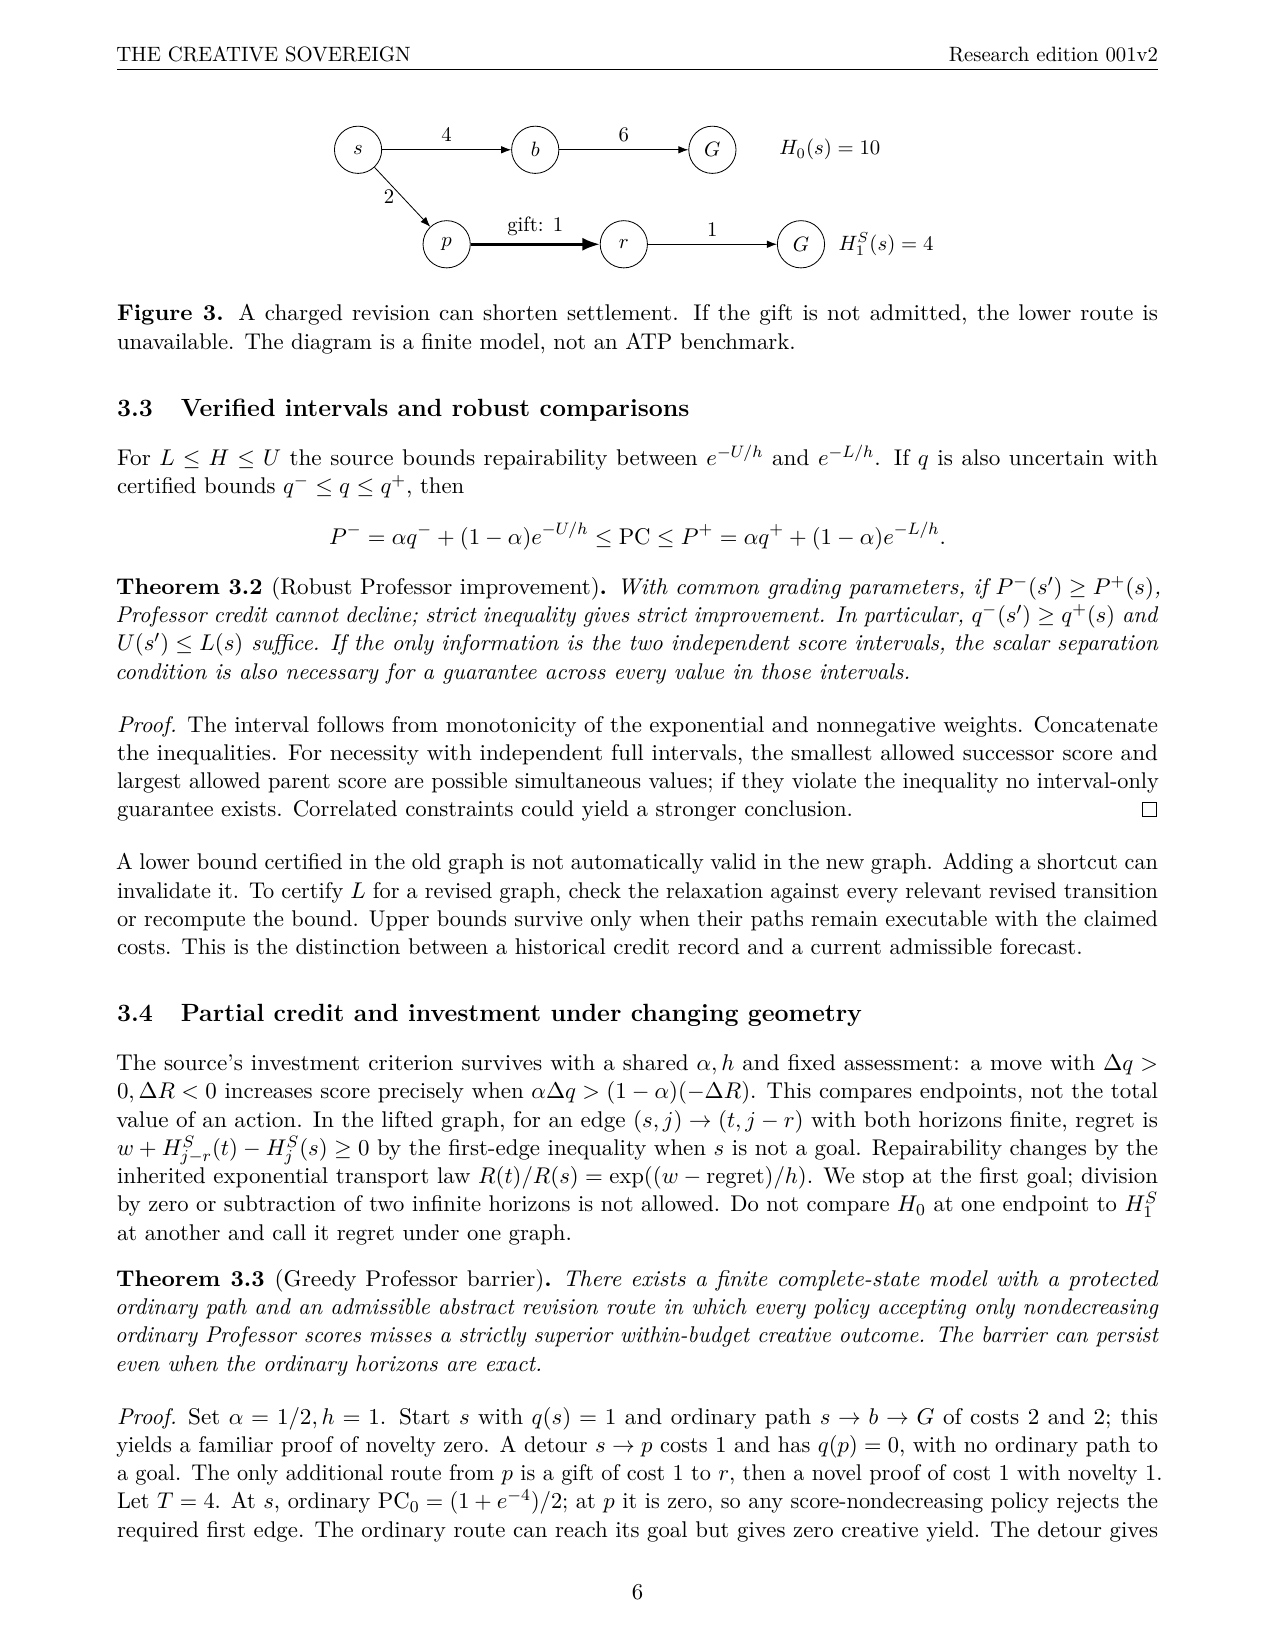 THE CREATIVE SOVEREIGN Research edition 001v2
s 4 b 6 G H₀(s) = 10
2
p gift: 1 r 1 G H₁ˢ(s) = 4
Figure 3. A charged revision can shorten settlement. If the gift is not admitted, the lower route is
unavailable. The diagram is a finite model, not an ATP benchmark.
3.3 Verified intervals and robust comparisons
For L ≤ H ≤ U the source bounds repairability between e^{−U/h} and e^{−L/h}. If q is also uncertain with
certified bounds q⁻ ≤ q ≤ q⁺, then
P⁻ = αq⁻ + (1 − α)e^{−U/h} ≤ PC ≤ P⁺ = αq⁺ + (1 − α)e^{−L/h}.
Theorem 3.2 (Robust Professor improvement). With common grading parameters, if P⁻(s′) ≥ P⁺(s),
Professor credit cannot decline; strict inequality gives strict improvement. In particular, q⁻(s′) ≥ q⁺(s) and
U(s′) ≤ L(s) suffice. If the only information is the two independent score intervals, the scalar separation
condition is also necessary for a guarantee across every value in those intervals.
Proof. The interval follows from monotonicity of the exponential and nonnegative weights. Concatenate
the inequalities. For necessity with independent full intervals, the smallest allowed successor score and
largest allowed parent score are possible simultaneous values; if they violate the inequality no interval-only
guarantee exists. Correlated constraints could yield a stronger conclusion. □
A lower bound certified in the old graph is not automatically valid in the new graph. Adding a shortcut can
invalidate it. To certify L for a revised graph, check the relaxation against every relevant revised transition
or recompute the bound. Upper bounds survive only when their paths remain executable with the claimed
costs. This is the distinction between a historical credit record and a current admissible forecast.
3.4 Partial credit and investment under changing geometry
The source's investment criterion survives with a shared α, h and fixed assessment: a move with Δq >
0, ΔR < 0 increases score precisely when αΔq > (1 − α)(−ΔR). This compares endpoints, not the total
value of an action. In the lifted graph, for an edge (s, j) → (t, j − r) with both horizons finite, regret is
w + H^S_{j−r}(t) − H^S_j(s) ≥ 0 by the first-edge inequality when s is not a goal. Repairability changes by the
inherited exponential transport law R(t)/R(s) = exp((w − regret)/h). We stop at the first goal; division
by zero or subtraction of two infinite horizons is not allowed. Do not compare H₀ at one endpoint to H₁ˢ
at another and call it regret under one graph.
Theorem 3.3 (Greedy Professor barrier). There exists a finite complete-state model with a protected
ordinary path and an admissible abstract revision route in which every policy accepting only nondecreasing
ordinary Professor scores misses a strictly superior within-budget creative outcome. The barrier can persist
even when the ordinary horizons are exact.
Proof. Set α = 1/2, h = 1. Start s with q(s) = 1 and ordinary path s → b → G of costs 2 and 2; this
yields a familiar proof of novelty zero. A detour s → p costs 1 and has q(p) = 0, with no ordinary path to
a goal. The only additional route from p is a gift of cost 1 to r, then a novel proof of cost 1 with novelty 1.
Let T = 4. At s, ordinary PC₀ = (1 + e⁻⁴)/2; at p it is zero, so any score-nondecreasing policy rejects the
required first edge. The ordinary route can reach its goal but gives zero creative yield. The detour gives
6